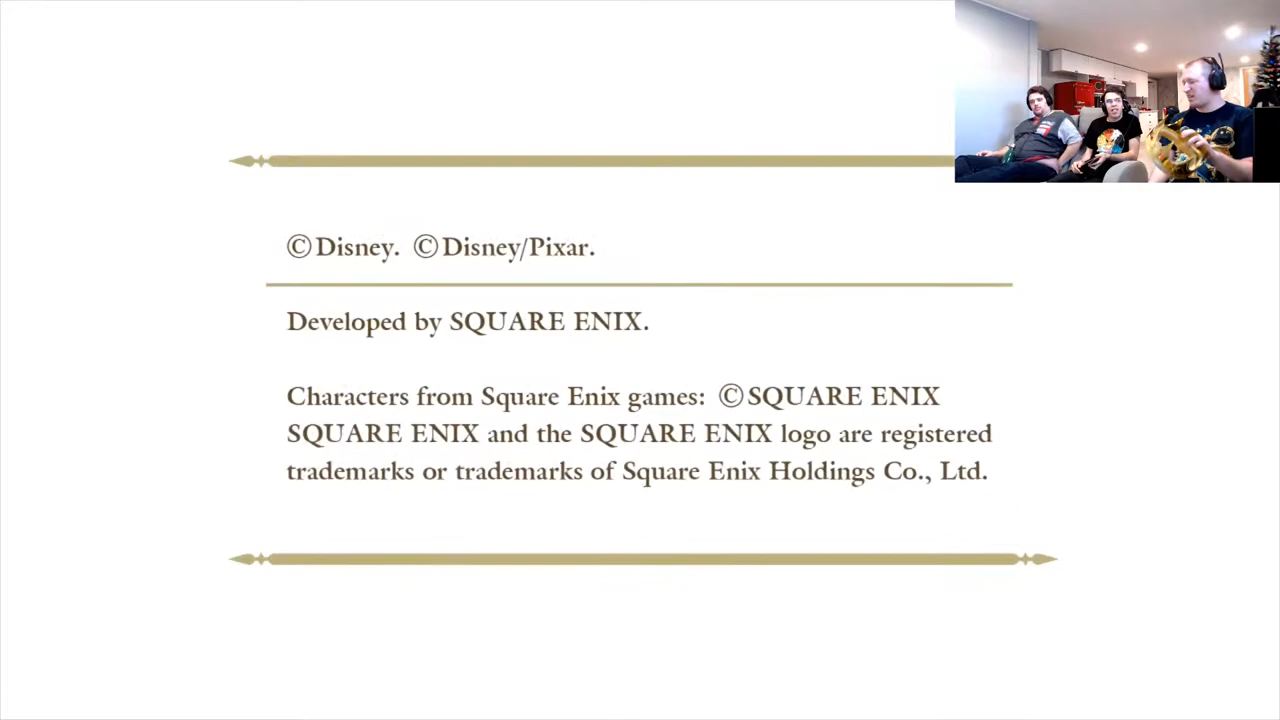 ©Disney. ©Disney/Pixar.
Developed by SQUARE ENIX.
Characters from Square Enix games: ©SQUARE ENIX
SQUARE ENIX and the SQUARE ENIX logo are registered
trademarks or trademarks of Square Enix Holdings Co., Ltd.